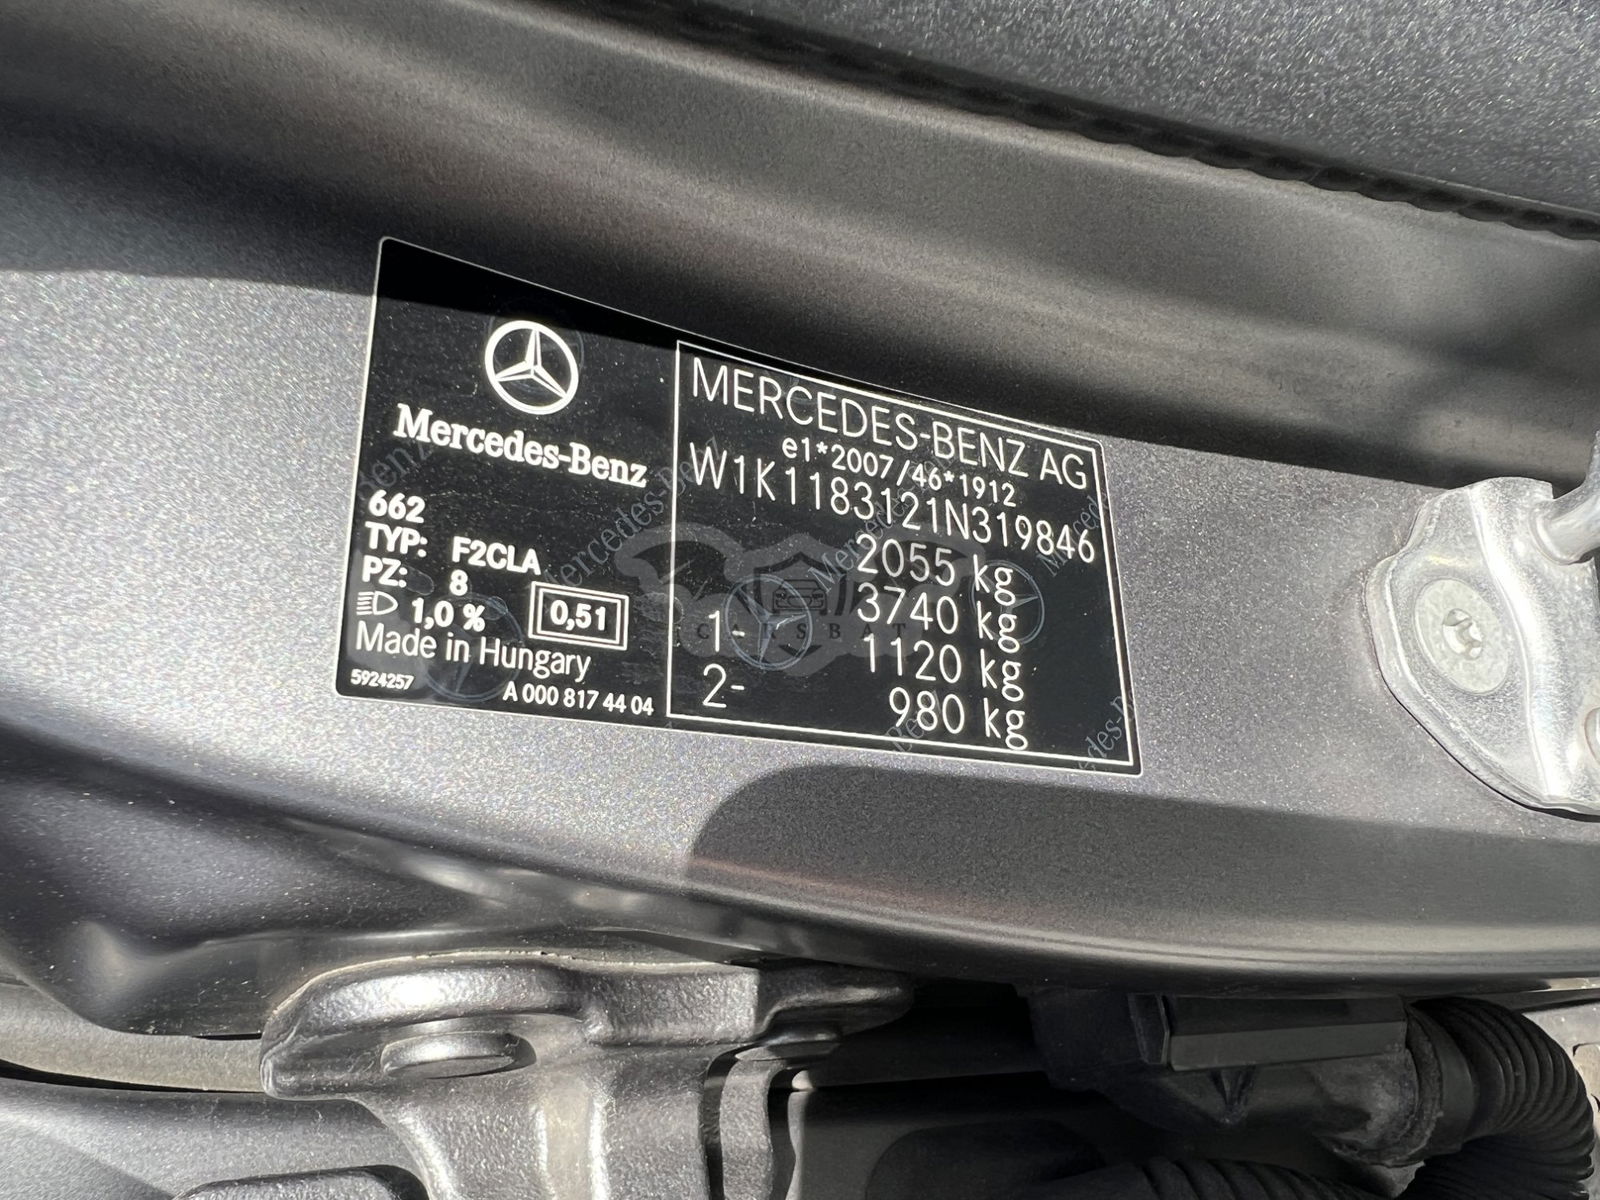 Mercedes-Benz
662
TYP: F2CLA
PZ: 8
1,0 % 0,51
Made in Hungary
5924257 A 000 817 44 04
MERCEDES-BENZ AG
e1*2007/46*1912
W1K1183121N319846
2055 kg
3740 kg
1- 1120 kg
2- 980 kg
CARSBAT